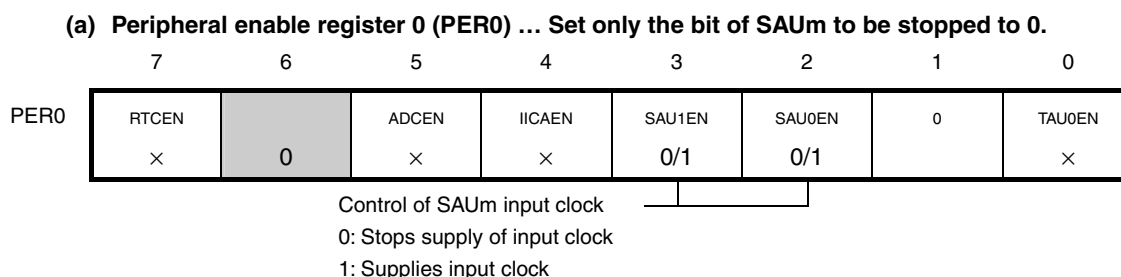 (a) Peripheral enable register 0 (PER0) … Set only the bit of SAUm to be stopped to 0.
7 6 5 4 3 2 1 0
PER0 RTCEN ADCEN IICAEN SAU1EN SAU0EN 0 TAU0EN
× 0 × × 0/1 0/1 ×
Control of SAUm input clock
0: Stops supply of input clock
1: Supplies input clock